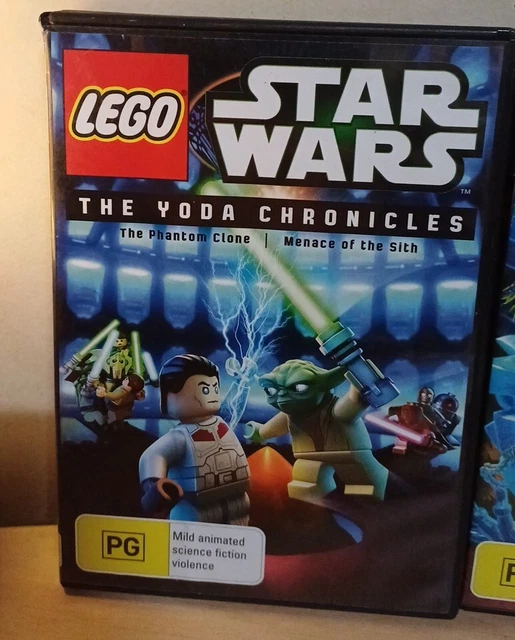 LEGO
STAR
WARS
TM
THE YODA CHRONICLES
The Phantom Clone | Menace of the Sith
PG
Mild animated
science fiction
violence